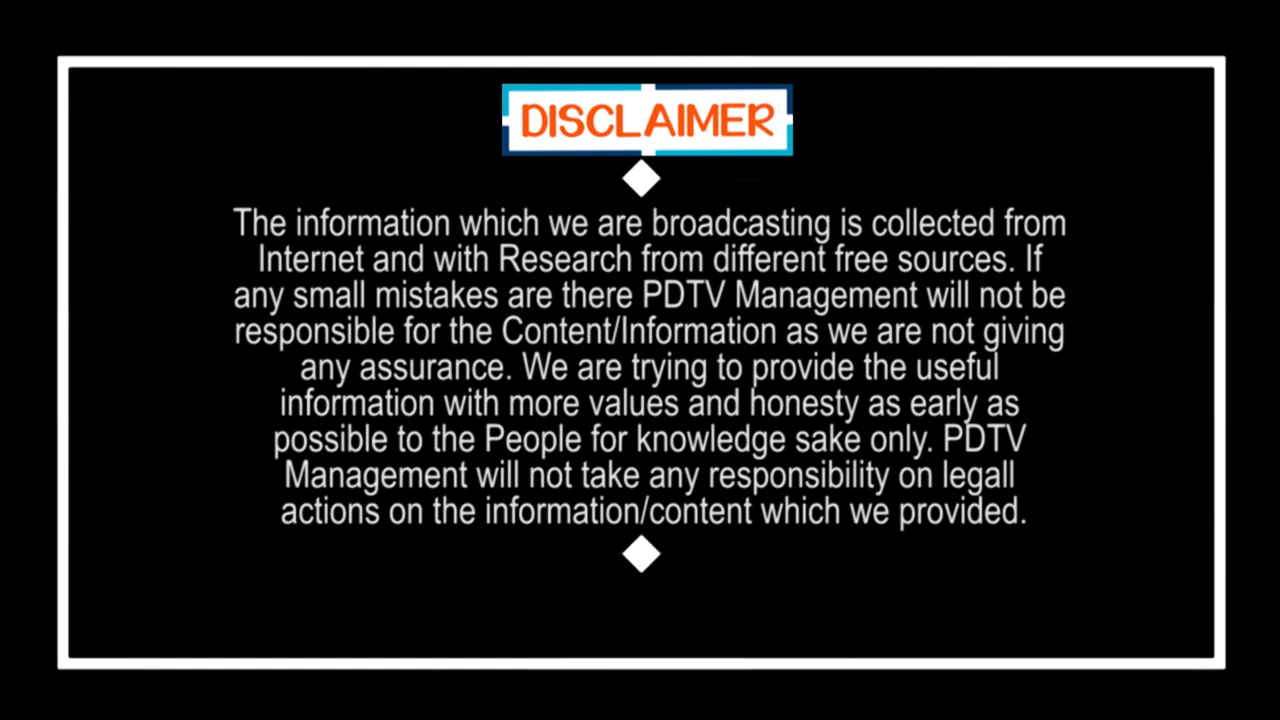 DISCLAIMER
The information which we are broadcasting is collected from
Internet and with Research from different free sources. If
any small mistakes are there PDTV Management will not be
responsible for the Content/Information as we are not giving
any assurance. We are trying to provide the useful
information with more values and honesty as early as
possible to the People for knowledge sake only. PDTV
Management will not take any responsibility on legall
actions on the information/content which we provided.